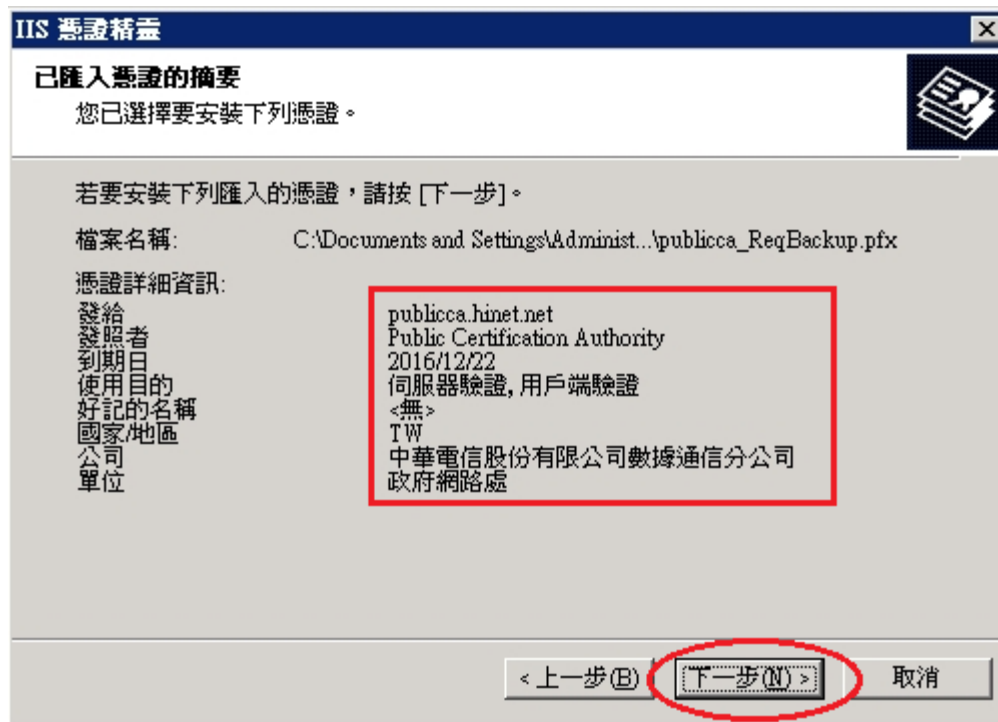 IIS 憑證精靈
已匯入憑證的摘要
您已選擇要安裝下列憑證。
若要安裝下列匯入的憑證，請按 [下一步]。
檔案名稱: C:\Documents and Settings\Administ...\publicca_ReqBackup.pfx
憑證詳細資訊:
發給 publicca.hinet.net
發照者 Public Certification Authority
到期日 2016/12/22
使用目的 伺服器驗證, 用戶端驗證
好記的名稱 <無>
國家/地區 TW
公司 中華電信股份有限公司數據通信分公司
單位 政府網路處
< 上一步(B) 下一步(N) > 取消